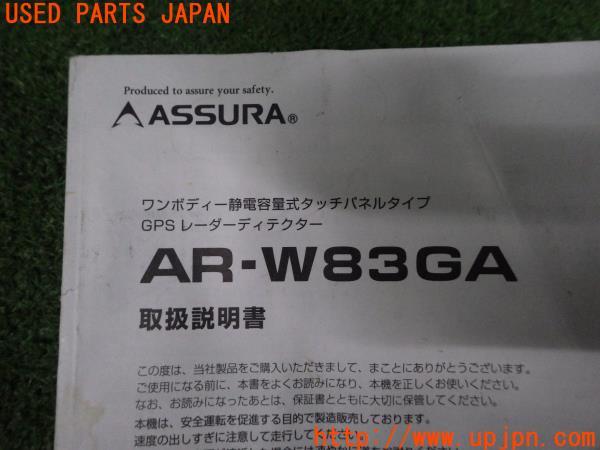 USED PARTS JAPAN
Produced to assure your safety.
ASSURA®
ワンボディー静電容量式タッチパネルタイプ
GPS レーダーディテクター
AR-W83GA
取扱説明書
この度は、当社製品をご購入いただきまして、まことにありがとうございます。
ご使用になる前に、本書をよくお読みになり、本機を正しくお使いください。
なお、お読みになったあとは、保証書とともに大切に保管してください。
本機は、安全運転を促進する目的で製造販売しております。
速度の出しすぎに注意して走行してください。
http://www.upjpn.com